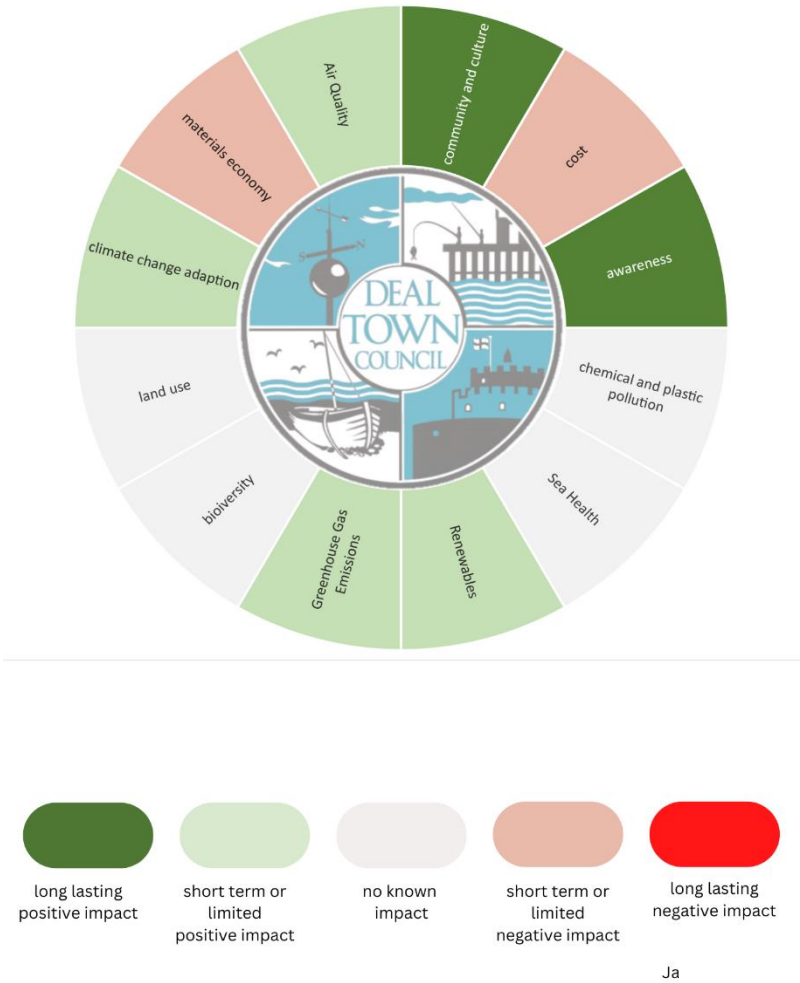 Air Quality
community and culture
cost
awareness
chemical and plastic
pollution
Sea Health
Renewables
Greenhouse Gas
Emissions
bioiversity
land use
climate change adaption
materials economy
S
N
DEAL
TOWN
COUNCIL
long lasting
positive impact
short term or
limited
positive impact
no known
impact
short term or
limited
negative impact
long lasting
negative impact
Ja